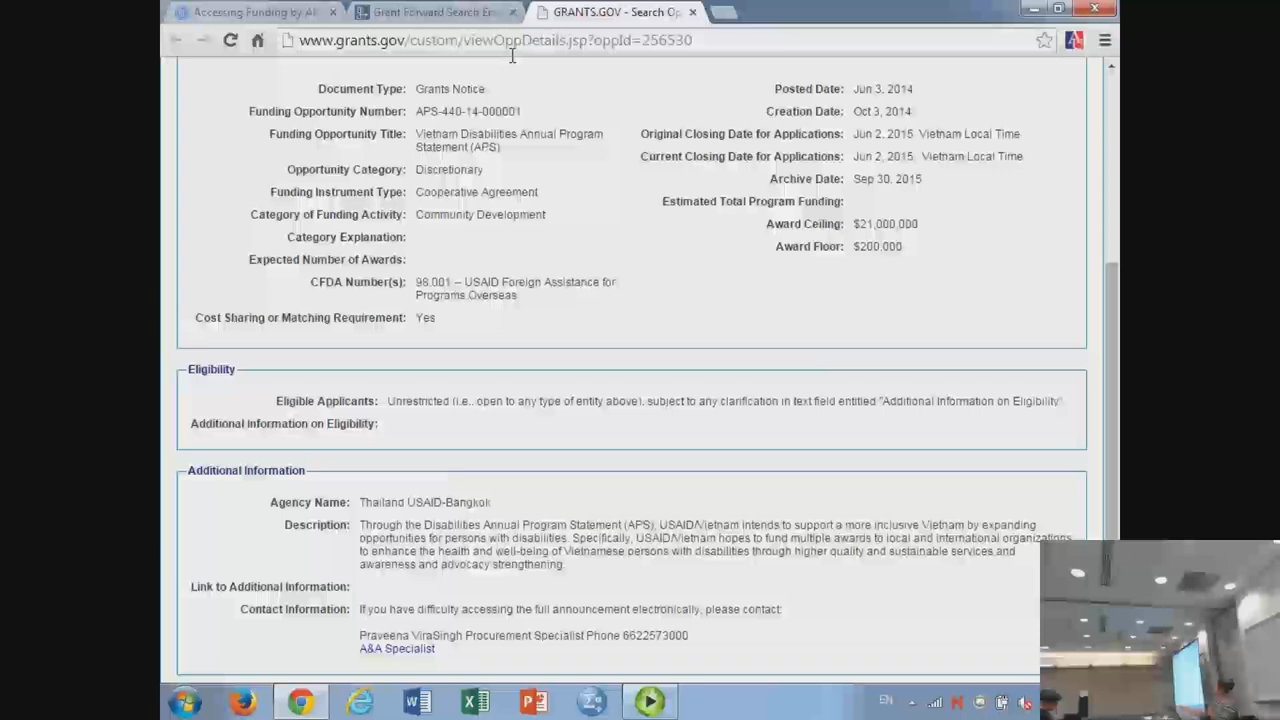 Accessing Funding by Al
Grant Forward Search En
GRANTS.GOV - Search Op
www.grants.gov/custom/viewOppDetails.jsp?oppId=256530
Document Type: Grants Notice
Funding Opportunity Number: APS-440-14-000001
Funding Opportunity Title: Vietnam Disabilities Annual Program
Statement (APS)
Opportunity Category: Discretionary
Funding Instrument Type: Cooperative Agreement
Category of Funding Activity: Community Development
Category Explanation:
Expected Number of Awards:
CFDA Number(s): 98.001 -- USAID Foreign Assistance for
Programs Overseas
Cost Sharing or Matching Requirement: Yes
Posted Date: Jun 3, 2014
Creation Date: Oct 3, 2014
Original Closing Date for Applications: Jun 2, 2015 Vietnam Local Time
Current Closing Date for Applications: Jun 2, 2015 Vietnam Local Time
Archive Date: Sep 30, 2015
Estimated Total Program Funding:
Award Ceiling: $21,000,000
Award Floor: $200,000
Eligibility
Eligible Applicants: Unrestricted (i.e., open to any type of entity above), subject to any clarification in text field entitled "Additional Information on Eligibility"
Additional Information on Eligibility:
Additional Information
Agency Name: Thailand USAID-Bangkok
Description: Through the Disabilities Annual Program Statement (APS), USAID/Vietnam intends to support a more inclusive Vietnam by expanding
opportunities for persons with disabilities. Specifically, USAID/Vietnam hopes to fund multiple awards to local and international organizations
to enhance the health and well-being of Vietnamese persons with disabilities through higher quality and sustainable services and
awareness and advocacy strengthening.
Link to Additional Information:
Contact Information: If you have difficulty accessing the full announcement electronically, please contact:
Praveena ViraSingh Procurement Specialist Phone 6622573000
A&A Specialist
EN